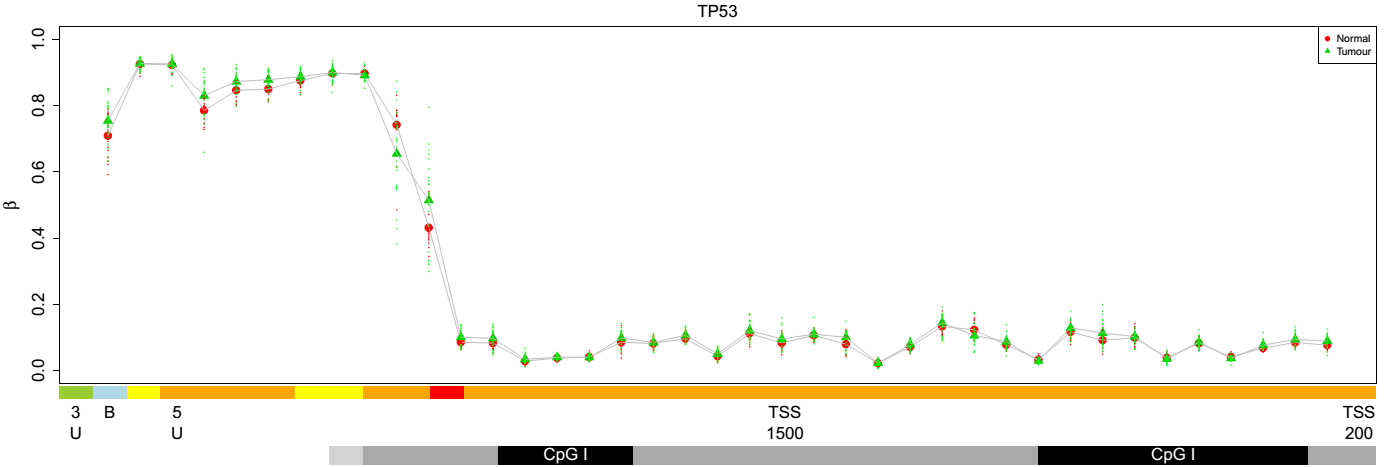 TP53
1.0
0.8
0.6
0.4
0.2
0.0
β
Normal
Tumour
3 B 5 TSS TSS
U U 1500 200
CpG I CpG I